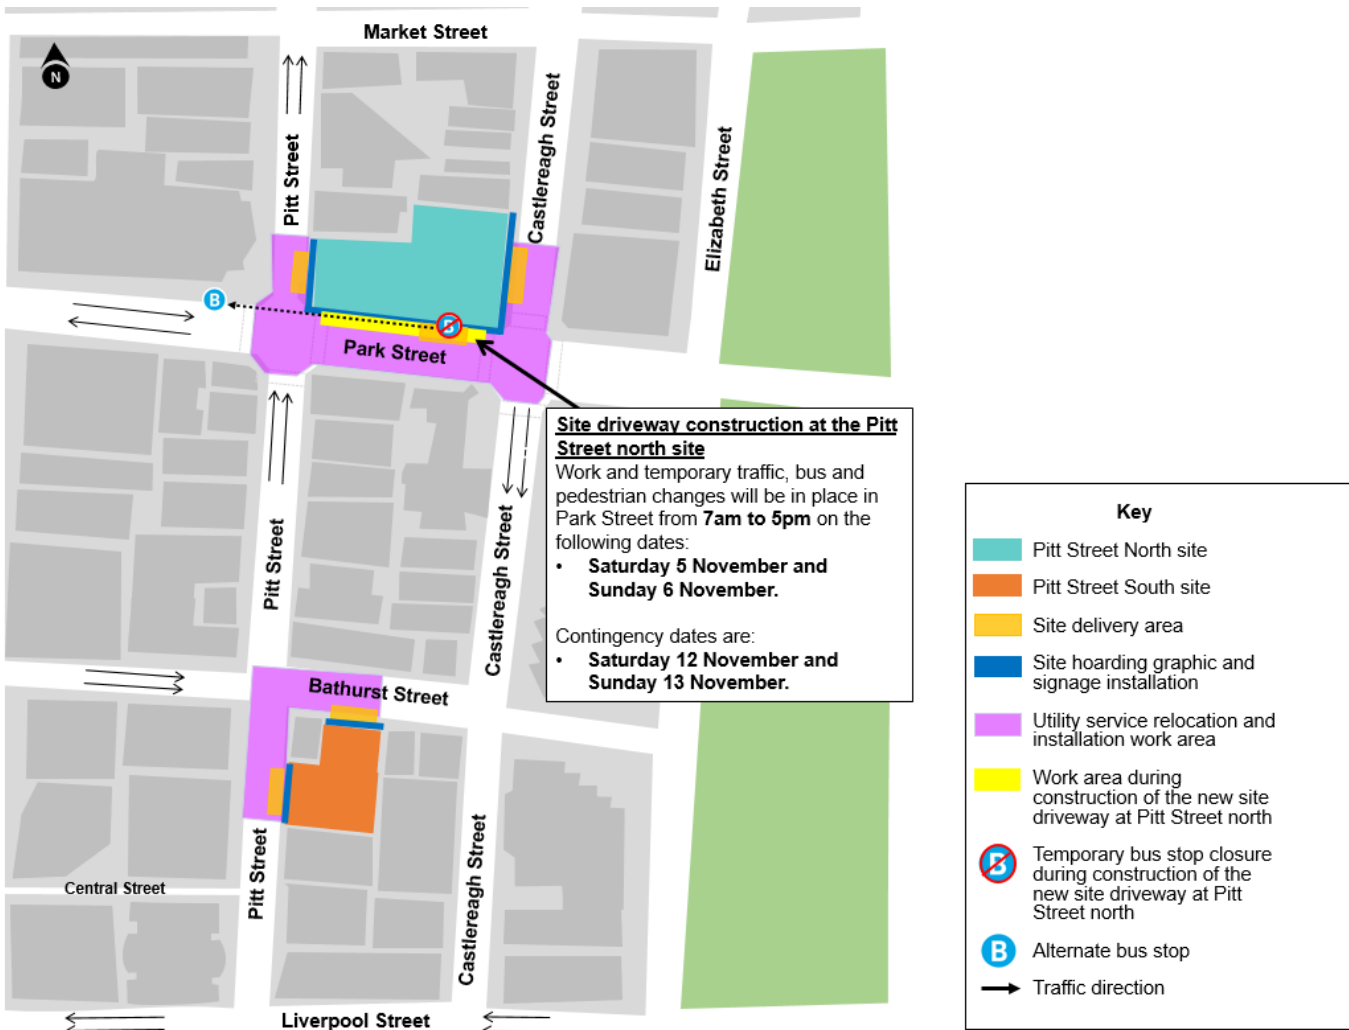 Market Street
N
Pitt Street
Castlereagh Street
Elizabeth Street
B
B
Park Street
Site driveway construction at the Pitt
Street north site
Work and temporary traffic, bus and
pedestrian changes will be in place in
Park Street from 7am to 5pm on the
following dates:
• Saturday 5 November and
Sunday 6 November.
Contingency dates are:
• Saturday 12 November and
Sunday 13 November.
Pitt Street
Castlereagh Street
Bathurst Street
Pitt Street
Castlereagh Street
Central Street
Liverpool Street
Key
Pitt Street North site
Pitt Street South site
Site delivery area
Site hoarding graphic and
signage installation
Utility service relocation and
installation work area
Work area during
construction of the new site
driveway at Pitt Street north
B
Temporary bus stop closure
during construction of the
new site driveway at Pitt
Street north
B
Alternate bus stop
Traffic direction